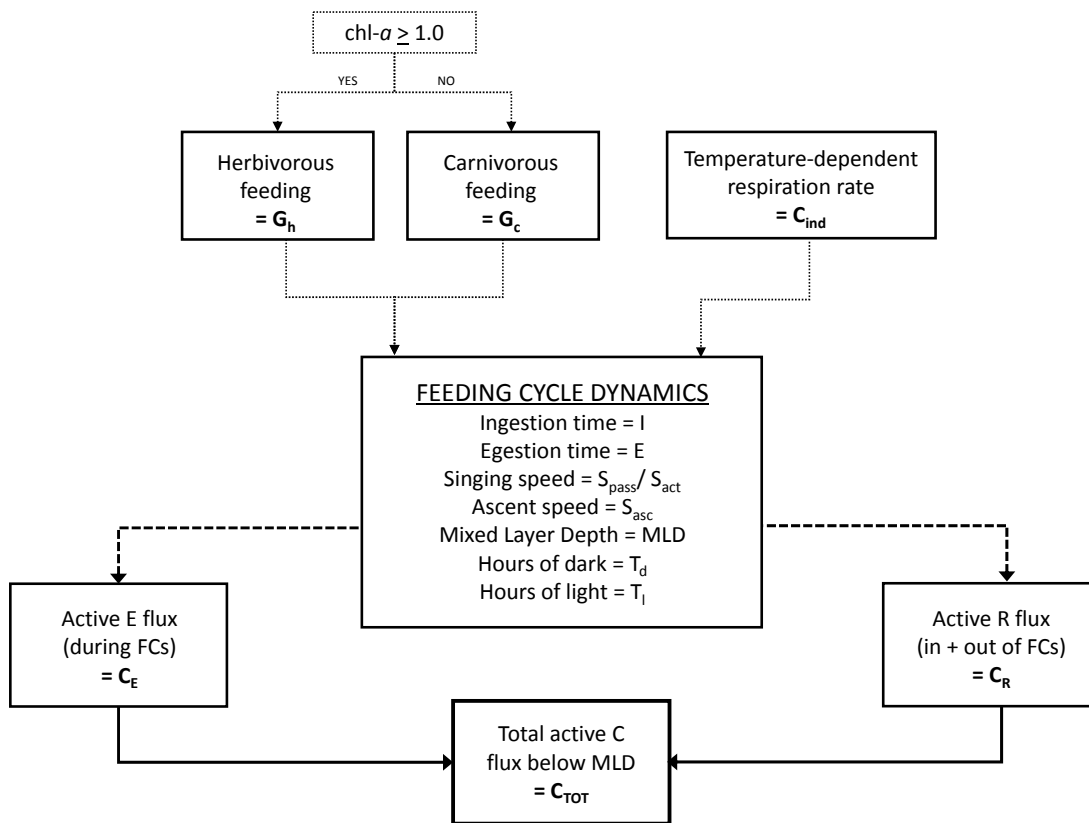 chl-a ≥ 1.0
YES
NO
Herbivorous
feeding
= Gh
Carnivorous
feeding
= Gc
Temperature-dependent
respiration rate
= Cind
FEEDING CYCLE DYNAMICS
Ingestion time = I
Egestion time = E
Singing speed = Spass/ Sact
Ascent speed = Sasc
Mixed Layer Depth = MLD
Hours of dark = Td
Hours of light = Tl
Active E flux
(during FCs)
= CE
Active R flux
(in + out of FCs)
= CR
Total active C
flux below MLD
= CTOT